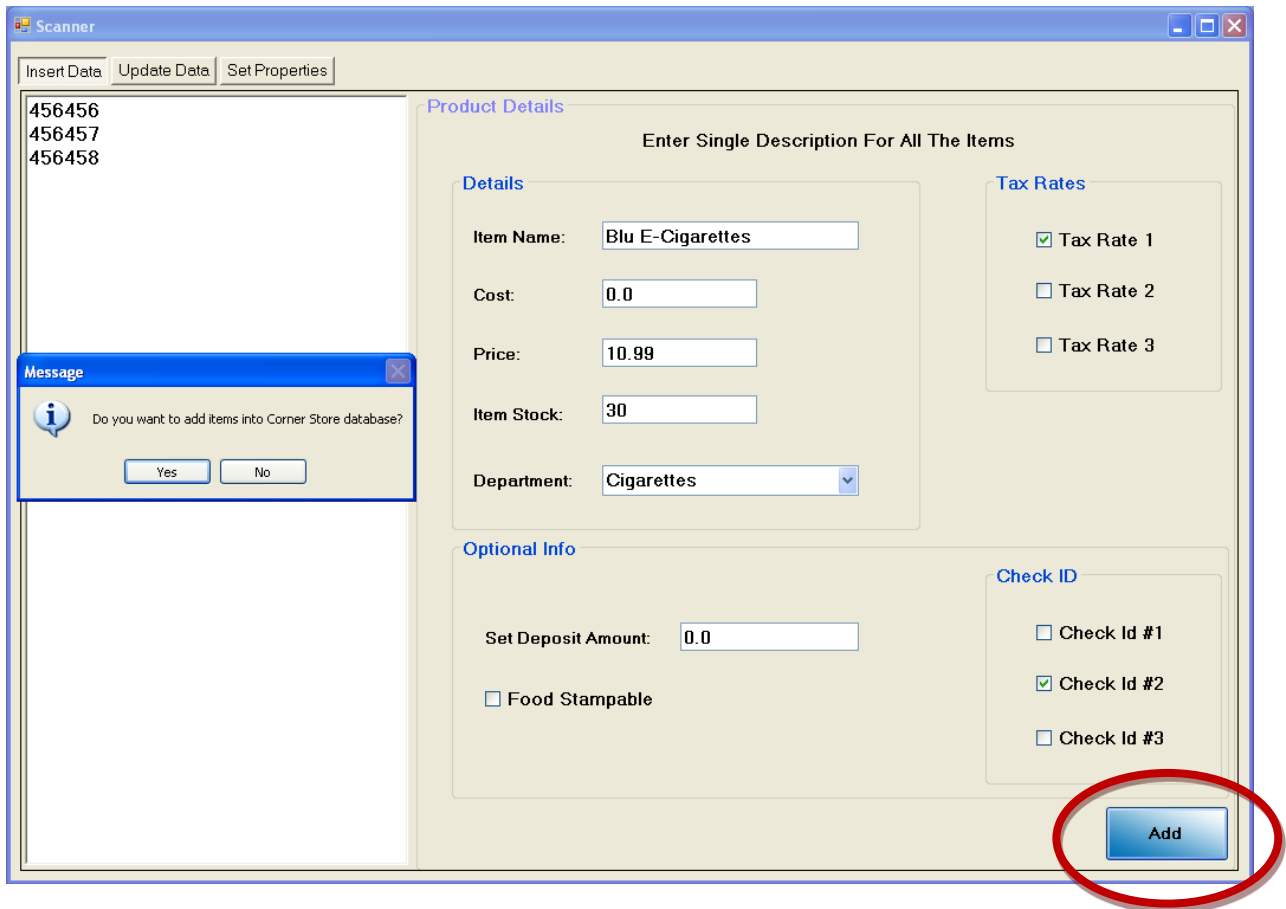 Scanner
Insert Data Update Data Set Properties
456456
456457
456458
Product Details
Enter Single Description For All The Items
Details
Item Name: Blu E-Cigarettes
Cost: 0.0
Price: 10.99
Item Stock: 30
Department: Cigarettes
Tax Rates
Tax Rate 1
Tax Rate 2
Tax Rate 3
Message
Do you want to add items into Corner Store database?
Yes No
Optional Info
Set Deposit Amount: 0.0
Food Stampable
Check ID
Check Id #1
Check Id #2
Check Id #3
Add